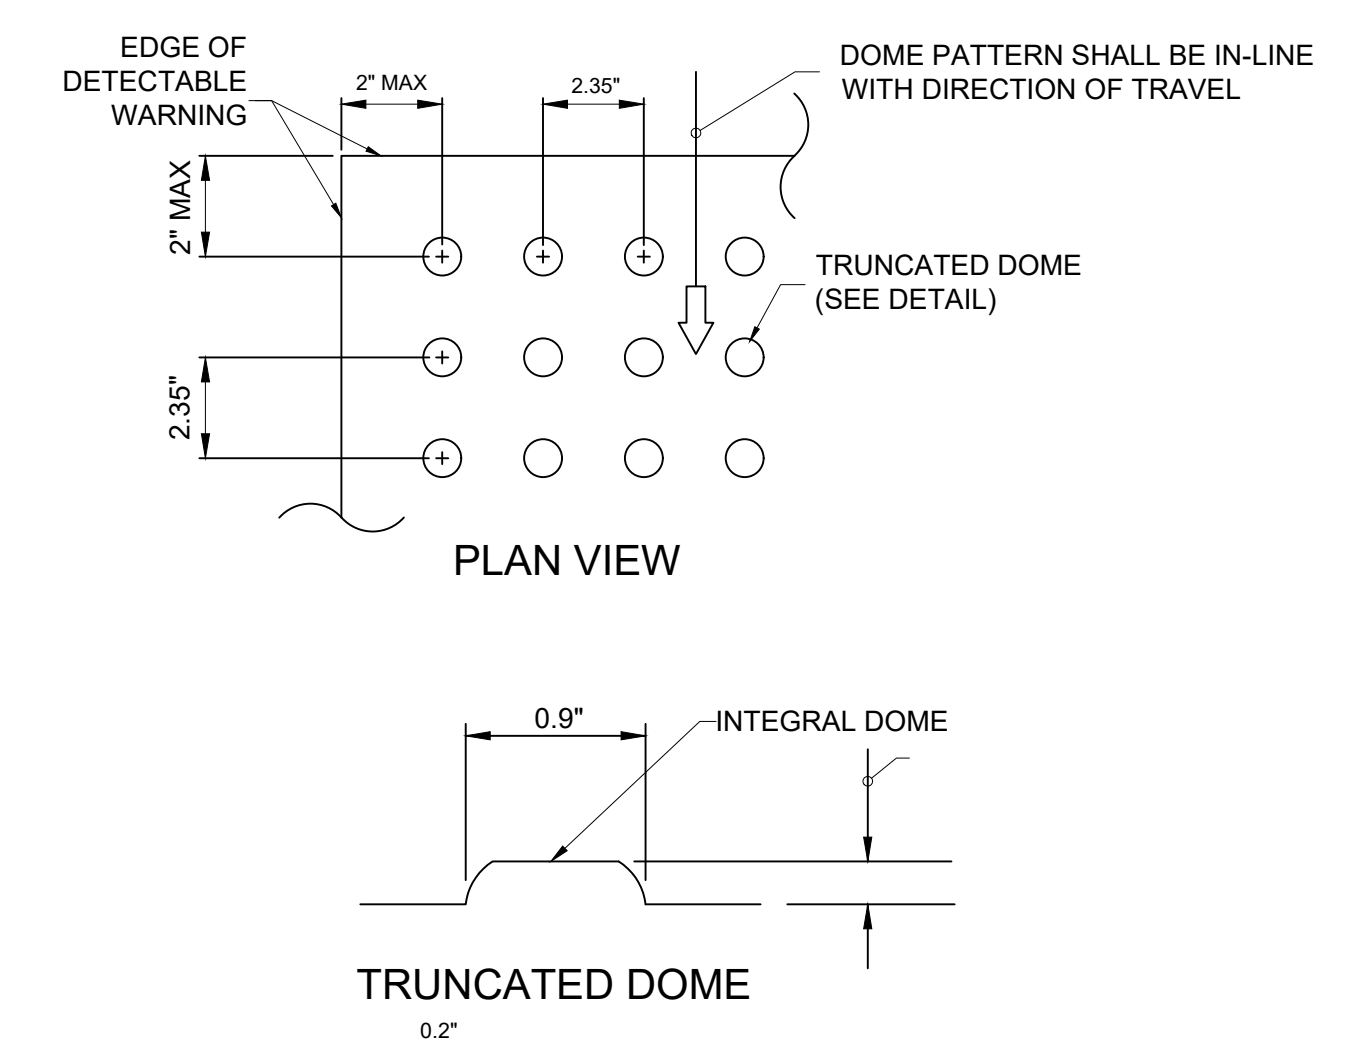 EDGE OF
DETECTABLE
WARNING
2" MAX
2.35"
DOME PATTERN SHALL BE IN-LINE
WITH DIRECTION OF TRAVEL
2" MAX
TRUNCATED DOME
(SEE DETAIL)
2.35"
PLAN VIEW
0.9"
INTEGRAL DOME
TRUNCATED DOME
0.2"